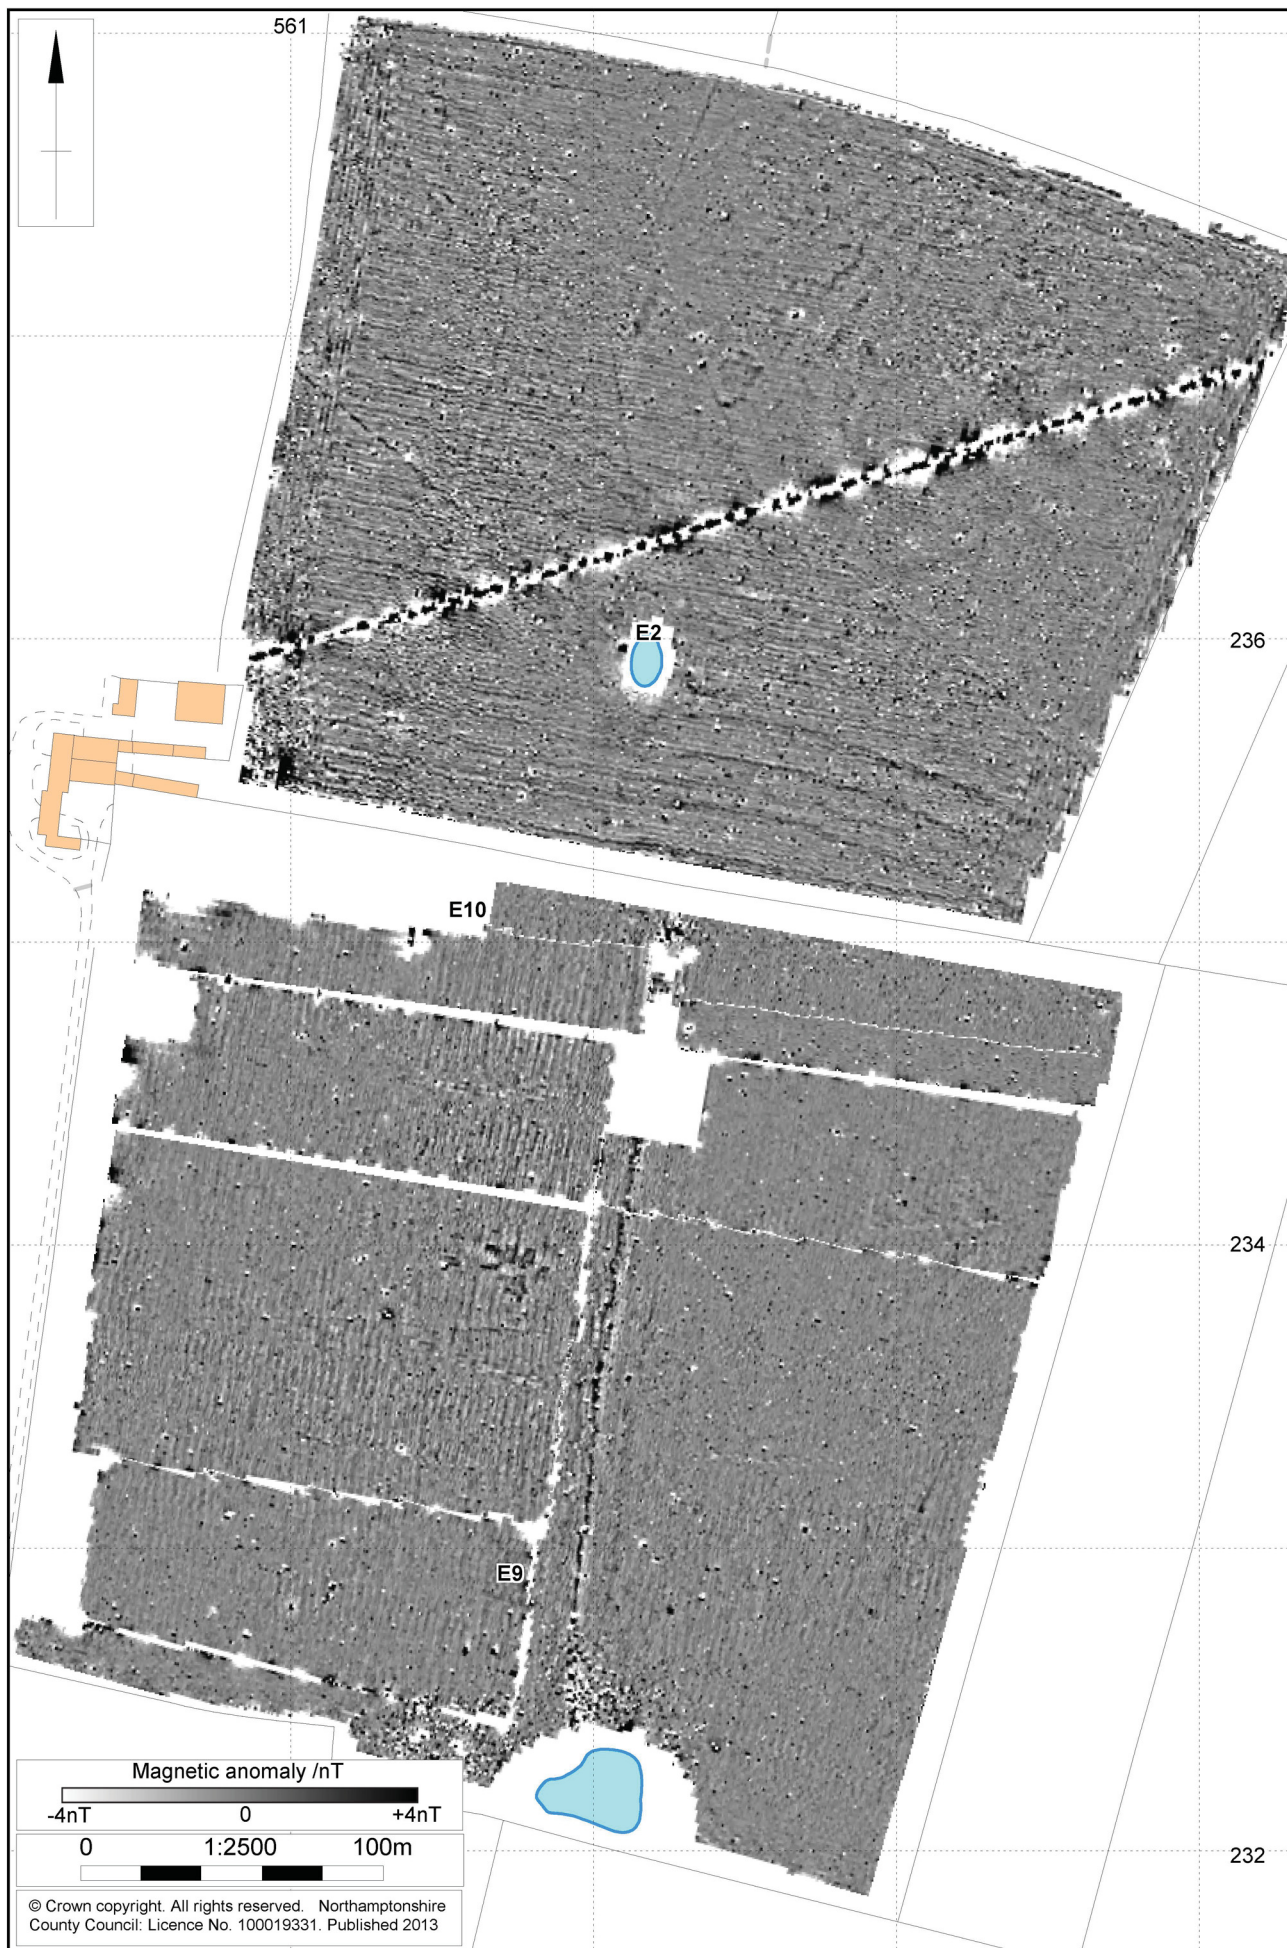 561
E2
236
E10
234
E9
Magnetic anomaly /nT
-4nT 0 +4nT
0 1:2500 100m
232
© Crown copyright. All rights reserved. Northamptonshire
County Council: Licence No. 100019331. Published 2013